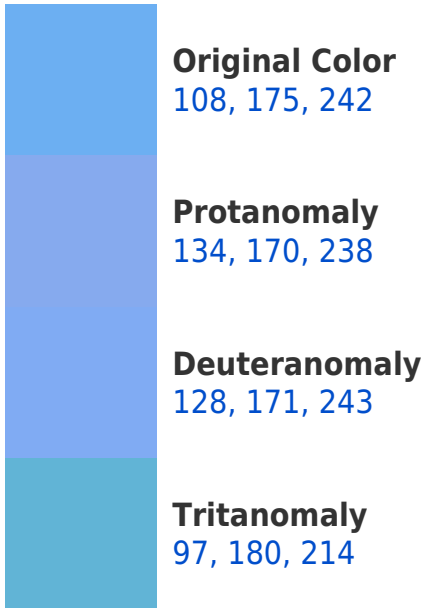 Original Color
108, 175, 242
Protanomaly
134, 170, 238
Deuteranomaly
128, 171, 243
Tritanomaly
97, 180, 214